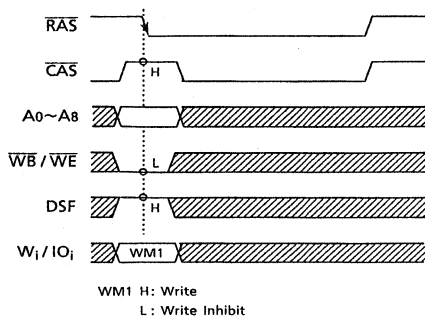 RAS
CAS
H
A0~A8
WB / WE
L
DSF
H
Wi / IOi
WM1
WM1 H: Write
L: Write Inhibit